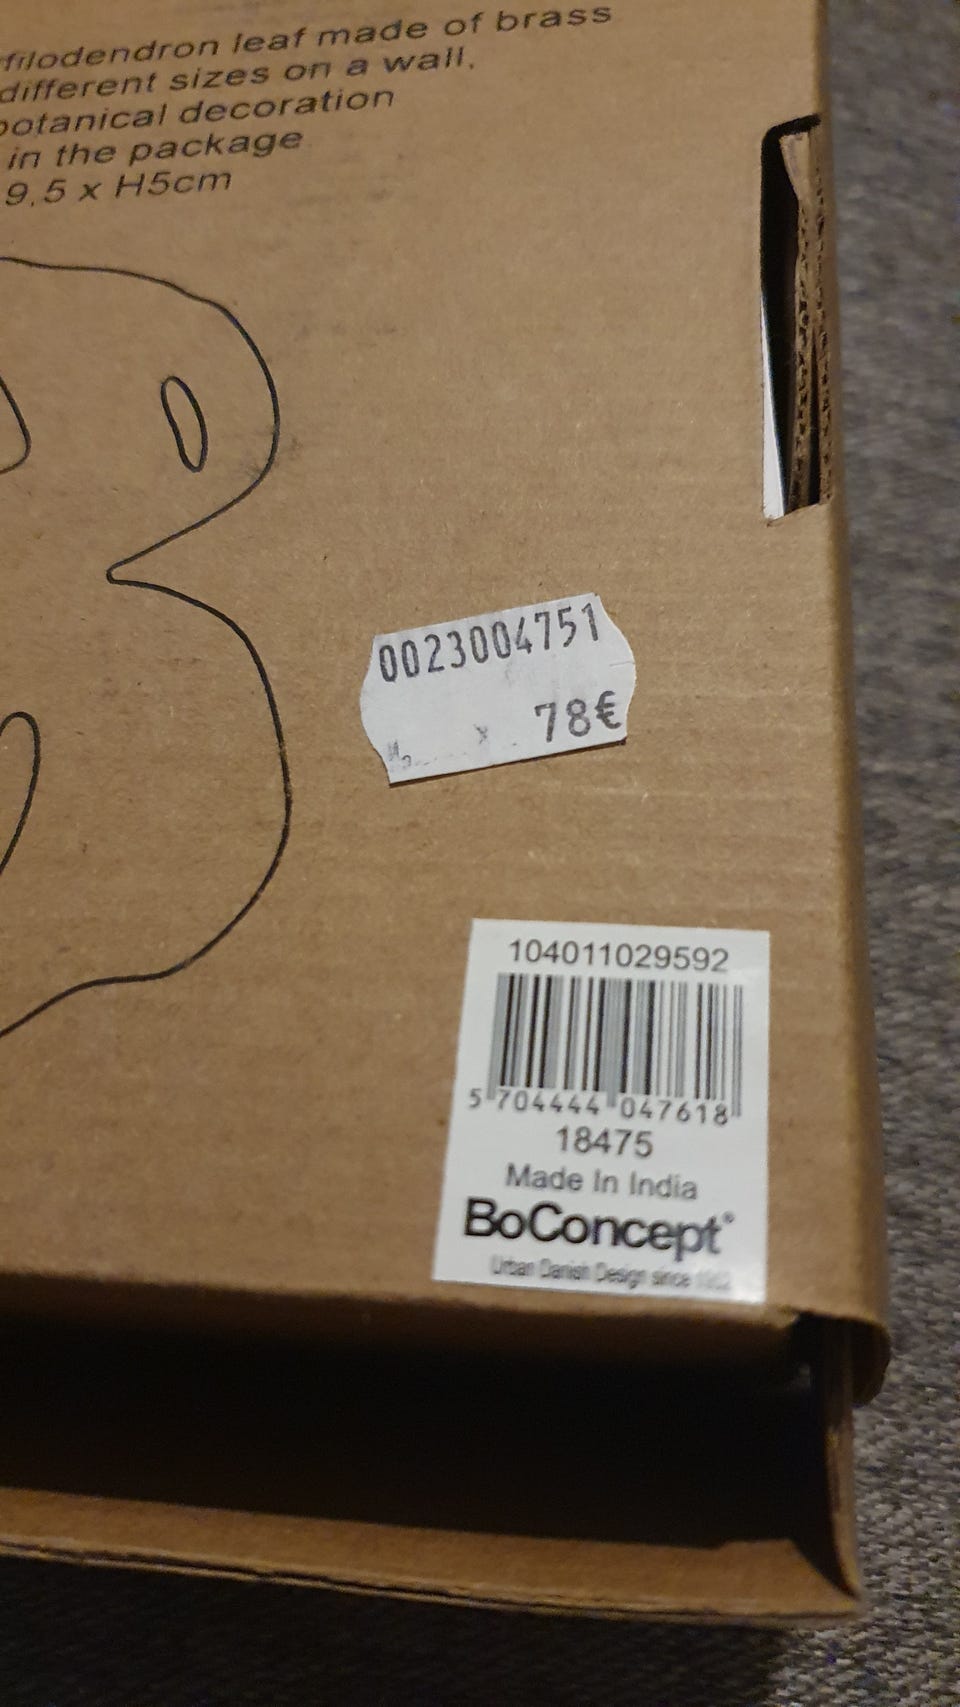 filodendron leaf made of brass
different sizes on a wall.
botanical decoration
in the package
9.5 x H5cm
0023004751
78€
104011029592
5 704444 047618
18475
Made In India
BoConcept®
Urban Danish Design since